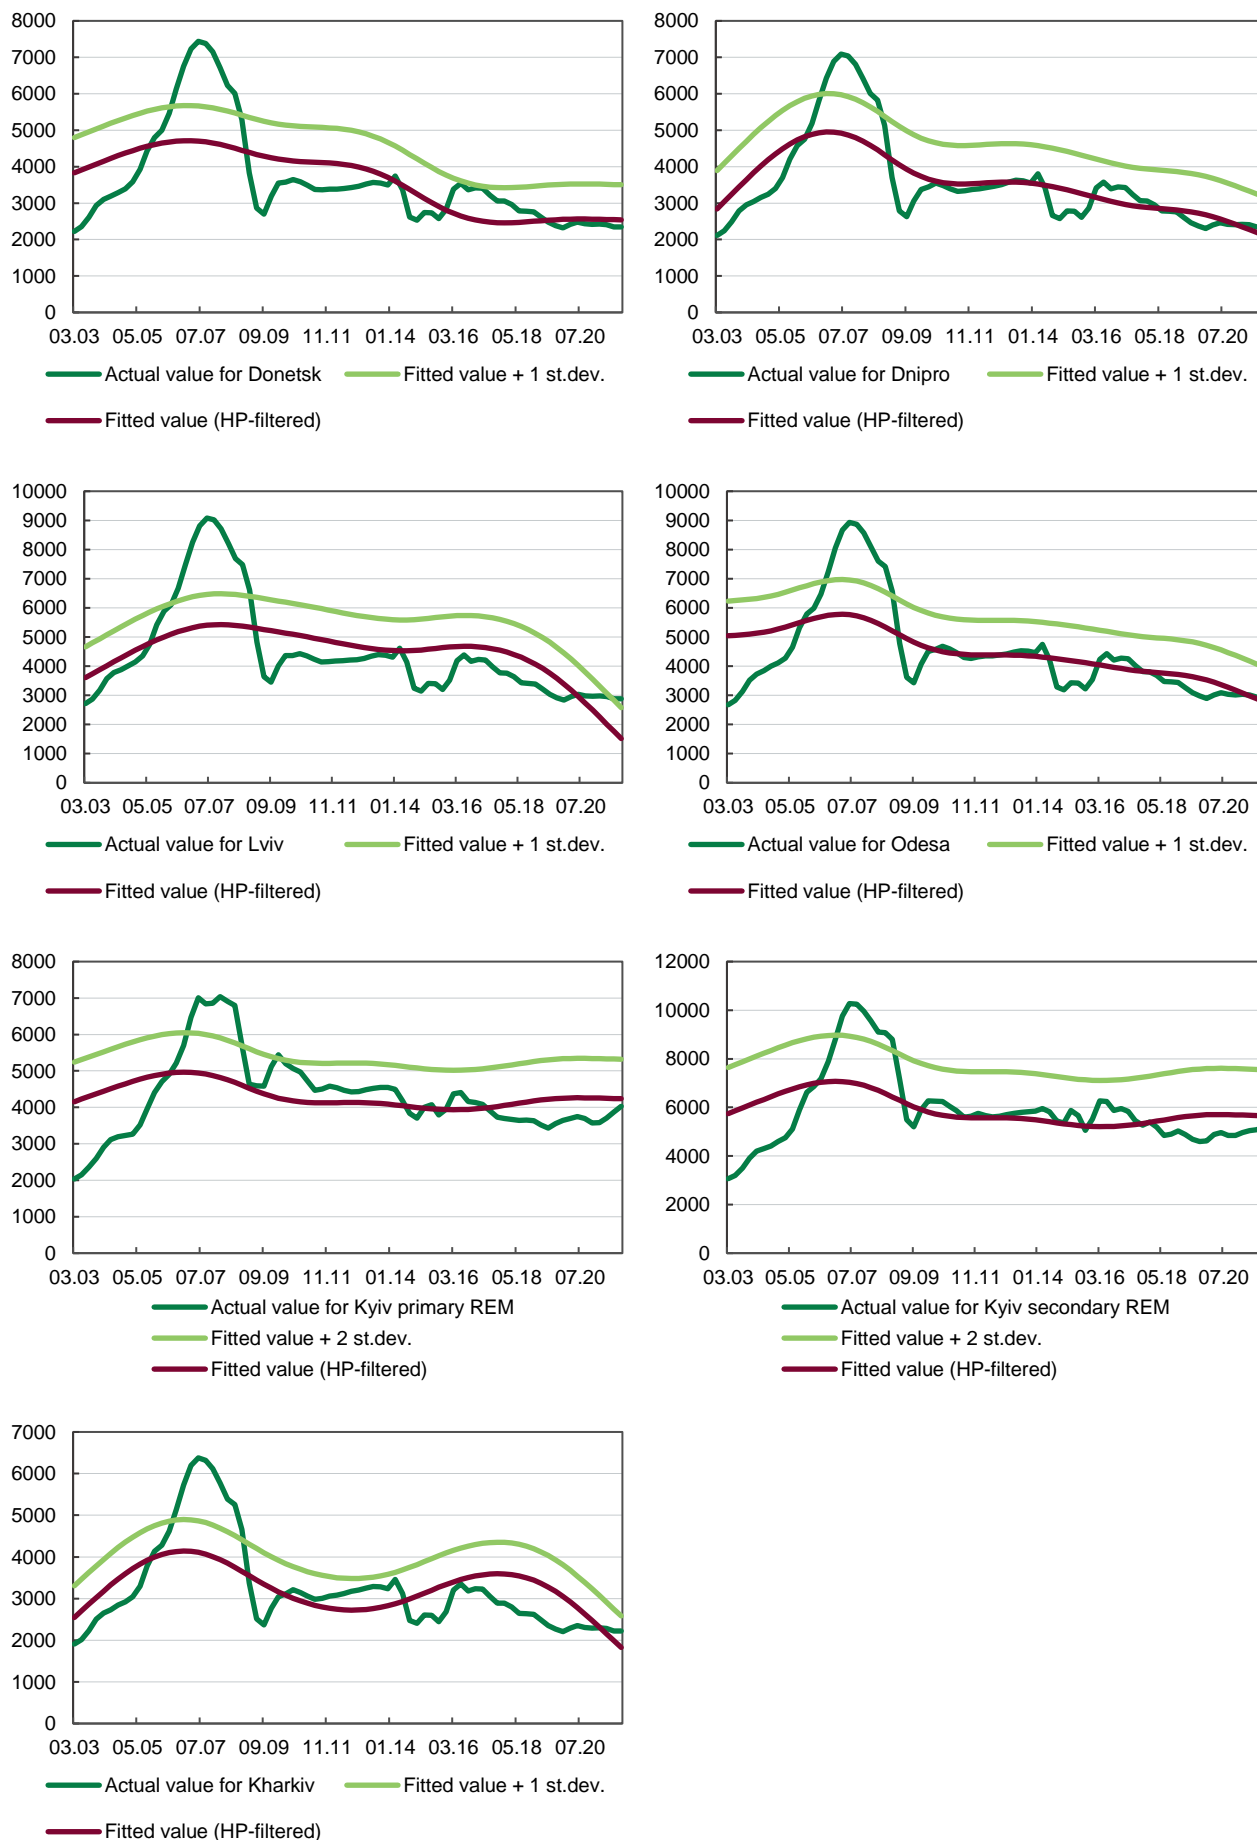 8000
7000
6000
5000
4000
3000
2000
1000
0
03.03 05.05 07.07 09.09 11.11 01.14 03.16 05.18 07.20
Actual value for Donetsk Fitted value + 1 st.dev.
Fitted value (HP-filtered)
8000
7000
6000
5000
4000
3000
2000
1000
0
03.03 05.05 07.07 09.09 11.11 01.14 03.16 05.18 07.20
Actual value for Dnipro Fitted value + 1 st.dev.
Fitted value (HP-filtered)
10000
9000
8000
7000
6000
5000
4000
3000
2000
1000
0
03.03 05.05 07.07 09.09 11.11 01.14 03.16 05.18 07.20
Actual value for Lviv Fitted value + 1 st.dev.
Fitted value (HP-filtered)
10000
9000
8000
7000
6000
5000
4000
3000
2000
1000
0
03.03 05.05 07.07 09.09 11.11 01.14 03.16 05.18 07.20
Actual value for Odesa Fitted value + 1 st.dev.
Fitted value (HP-filtered)
8000
7000
6000
5000
4000
3000
2000
1000
0
03.03 05.05 07.07 09.09 11.11 01.14 03.16 05.18 07.20
Actual value for Kyiv primary REM
Fitted value + 2 st.dev.
Fitted value (HP-filtered)
12000
10000
8000
6000
4000
2000
0
03.03 05.05 07.07 09.09 11.11 01.14 03.16 05.18 07.20
Actual value for Kyiv secondary REM
Fitted value + 2 st.dev.
Fitted value (HP-filtered)
7000
6000
5000
4000
3000
2000
1000
0
03.03 05.05 07.07 09.09 11.11 01.14 03.16 05.18 07.20
Actual value for Kharkiv Fitted value + 1 st.dev.
Fitted value (HP-filtered)